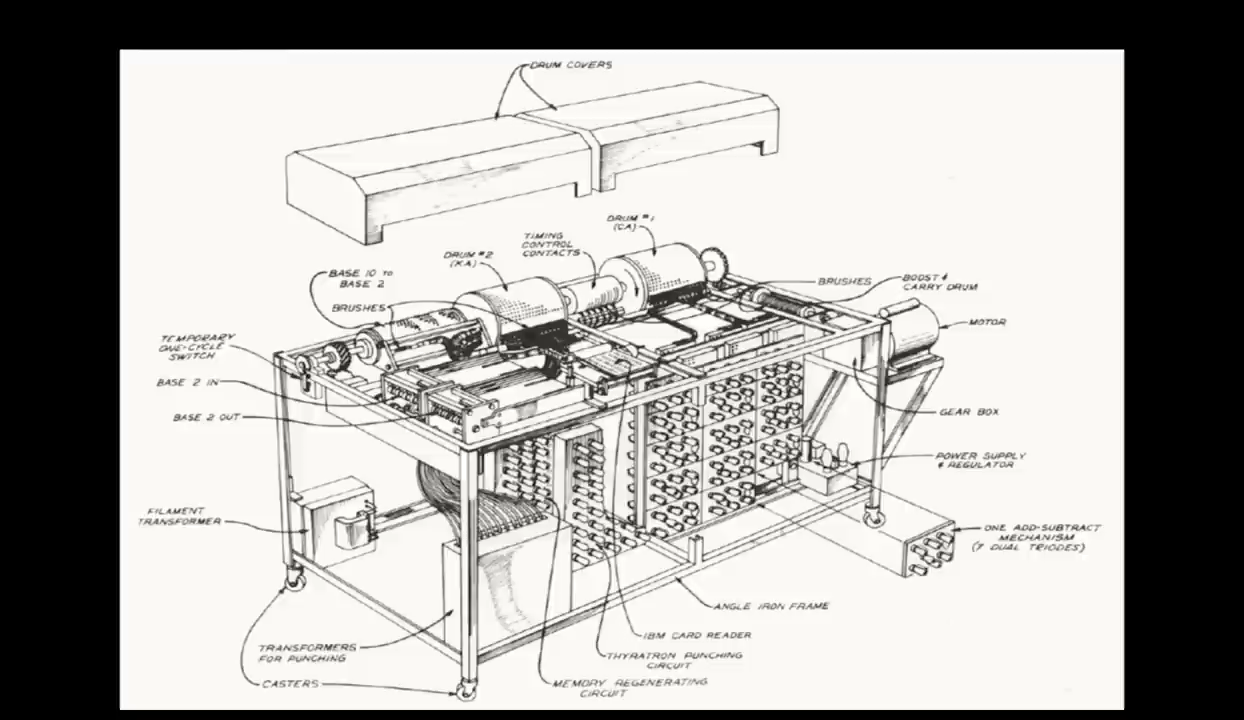 DRUM COVERS
DRUM #1
(CA)
TIMING
CONTROL
CONTACTS
DRUM #2
(KA)
BASE 10 TO
BASE 2
BRUSHES
BRUSHES
BOOST &
CARRY DRUM
MOTOR
TEMPORARY
ONE-CYCLE
SWITCH
BASE 2 IN
BASE 2 OUT
GEAR BOX
POWER SUPPLY
& REGULATOR
FILAMENT
TRANSFORMER
ONE ADD-SUBTRACT
MECHANISM
(7 DUAL TRIODES)
ANGLE IRON FRAME
IBM CARD READER
TRANSFORMERS
FOR PUNCHING
THYRATRON PUNCHING
CIRCUIT
CASTERS
MEMORY REGENERATING
CIRCUIT